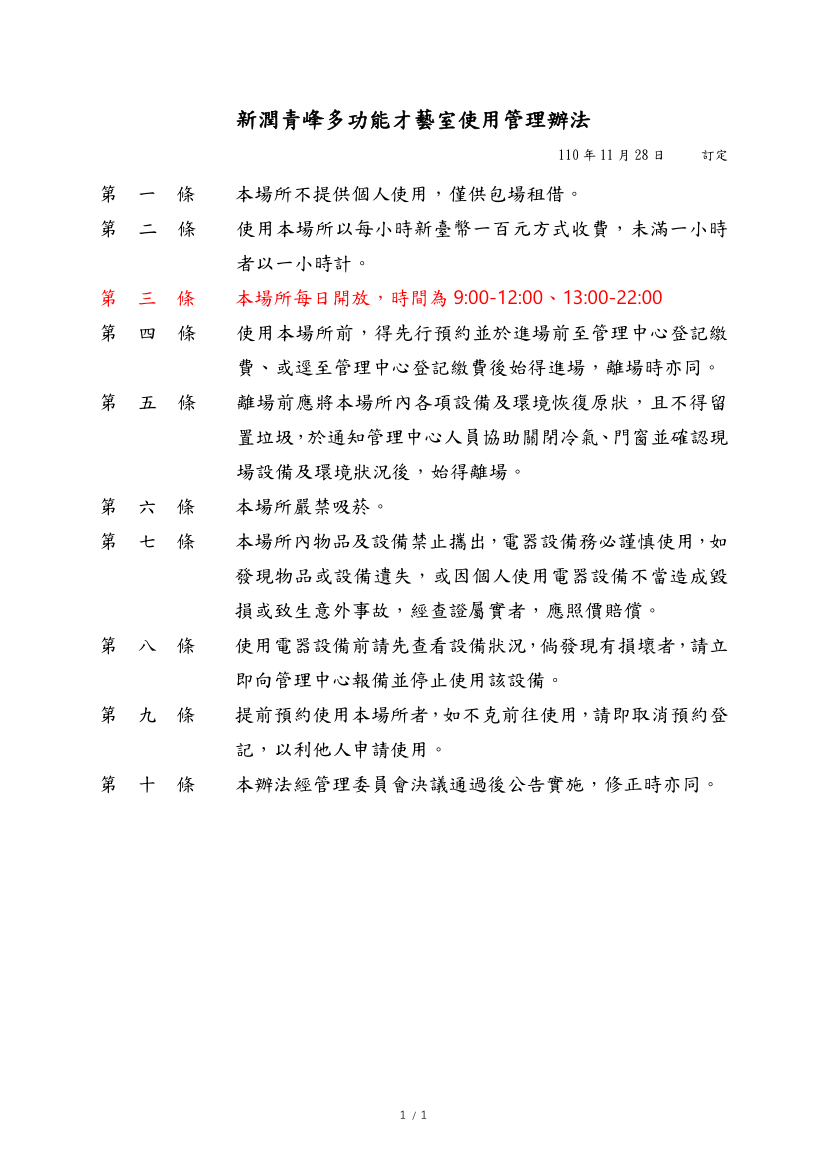 新潤青峰多功能才藝室使用管理辦法
110 年 11 月 28 日 訂定
第一條 本場所不提供個人使用，僅供包場租借。
第二條 使用本場所以每小時新臺幣一百元方式收費，未滿一小時
者以一小時計。
第三條 本場所每日開放，時間為 9:00-12:00、13:00-22:00
第四條 使用本場所前，得先行預約並於進場前至管理中心登記繳
費、或逕至管理中心登記繳費後始得進場，離場時亦同。
第五條 離場前應將本場所內各項設備及環境恢復原狀，且不得留
置垃圾，於通知管理中心人員協助關閉冷氣、門窗並確認現
場設備及環境狀況後，始得離場。
第六條 本場所嚴禁吸菸。
第七條 本場所內物品及設備禁止攜出，電器設備務必謹慎使用，如
發現物品或設備遺失，或因個人使用電器設備不當造成毀
損或致生意外事故，經查證屬實者，應照價賠償。
第八條 使用電器設備前請先查看設備狀況，倘發現有損壞者，請立
即向管理中心報備並停止使用該設備。
第九條 提前預約使用本場所者，如不克前往使用，請即取消預約登
記，以利他人申請使用。
第十條 本辦法經管理委員會決議通過後公告實施，修正時亦同。
1 / 1